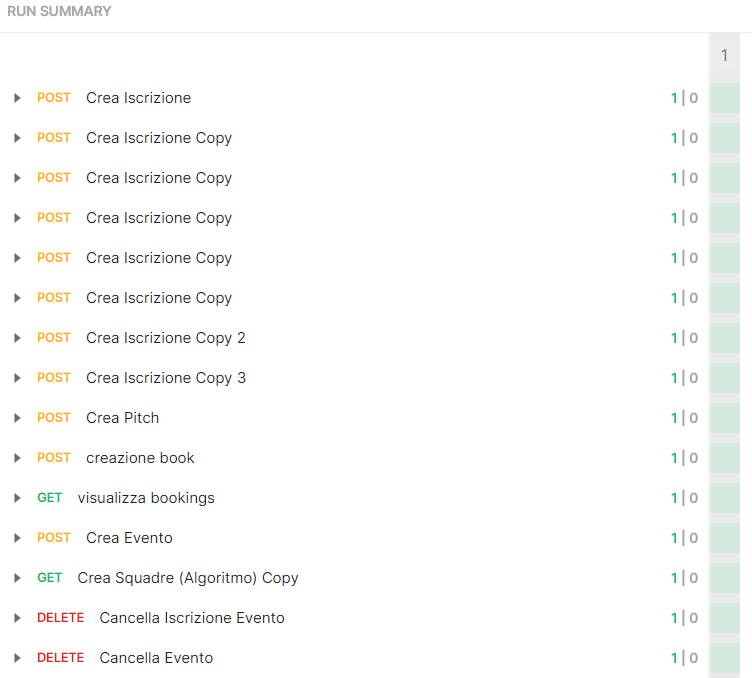 RUN SUMMARY
1
POST Crea Iscrizione 1 | 0
POST Crea Iscrizione Copy 1 | 0
POST Crea Iscrizione Copy 1 | 0
POST Crea Iscrizione Copy 1 | 0
POST Crea Iscrizione Copy 1 | 0
POST Crea Iscrizione Copy 1 | 0
POST Crea Iscrizione Copy 2 1 | 0
POST Crea Iscrizione Copy 3 1 | 0
POST Crea Pitch 1 | 0
POST creazione book 1 | 0
GET visualizza bookings 1 | 0
POST Crea Evento 1 | 0
GET Crea Squadre (Algoritmo) Copy 1 | 0
DELETE Cancella Iscrizione Evento 1 | 0
DELETE Cancella Evento 1 | 0